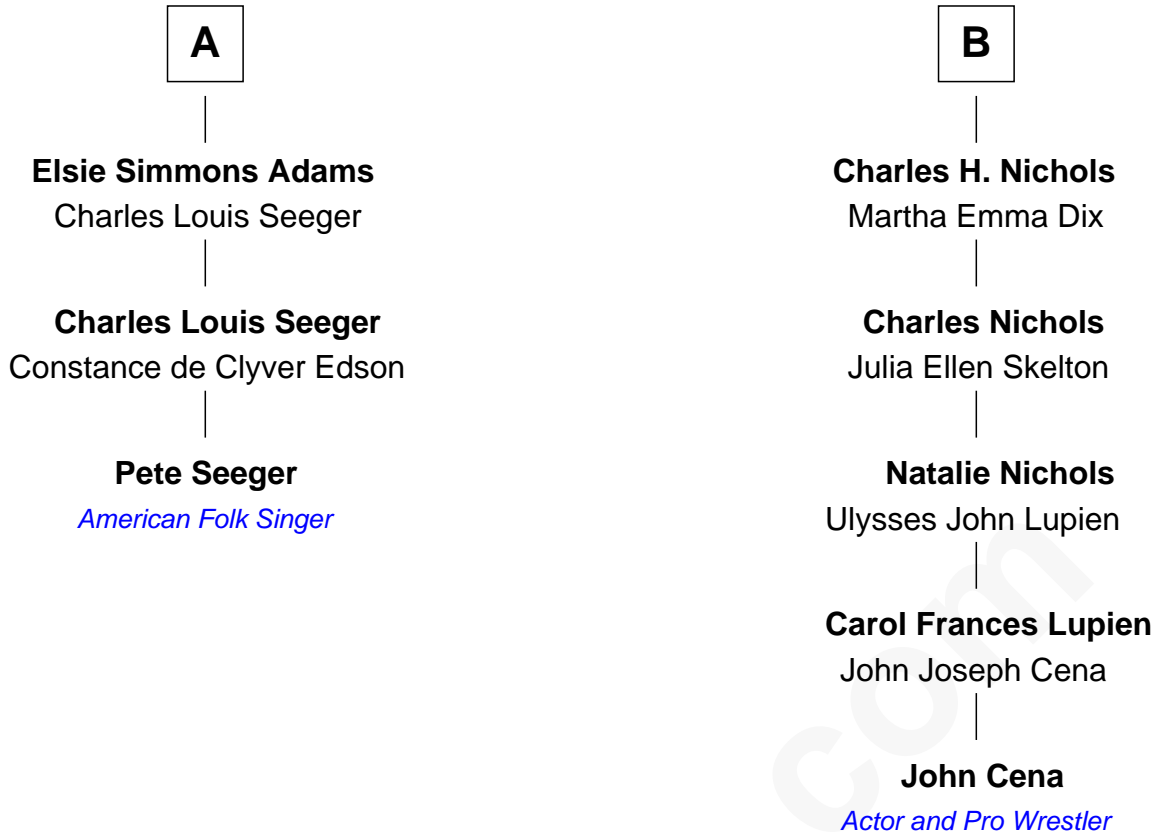 A
Elsie Simmons Adams
Charles Louis Seeger
Charles Louis Seeger
Constance de Clyver Edson
Pete Seeger
American Folk Singer
B
Charles H. Nichols
Martha Emma Dix
Charles Nichols
Julia Ellen Skelton
Natalie Nichols
Ulysses John Lupien
Carol Frances Lupien
John Joseph Cena
John Cena
Actor and Pro Wrestler
com